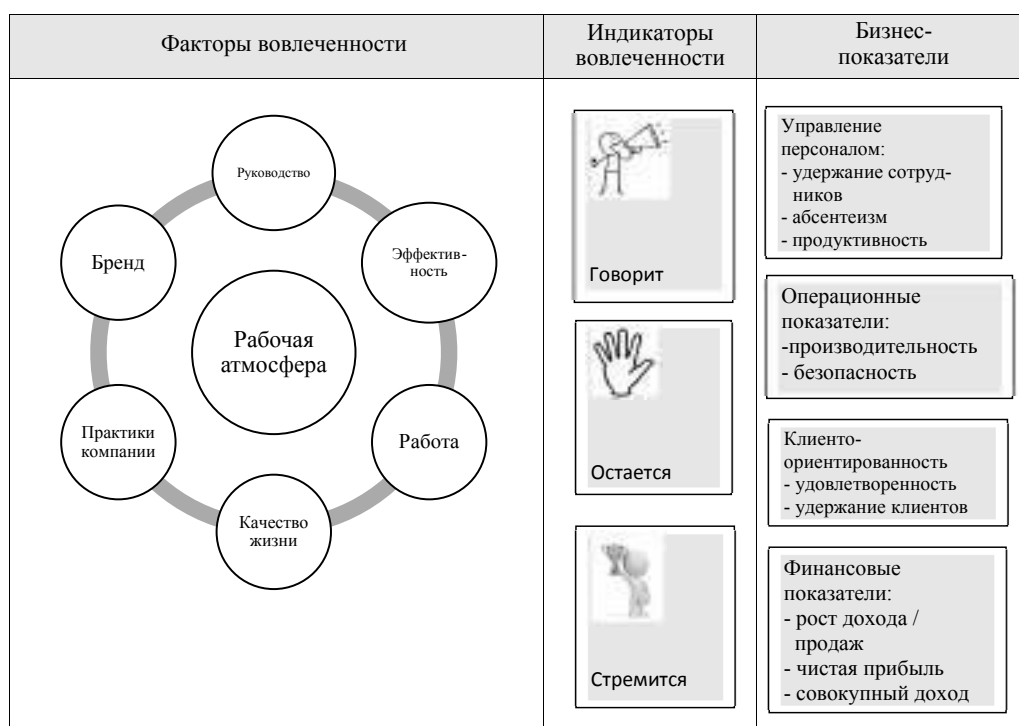 Факторы вовлеченности
Индикаторы
вовлеченности
Бизнес-
показатели
Руководство
Эффектив-
ность
Бренд
Рабочая
атмосфера
Практики
компании
Работа
Качество
жизни
Говорит
Остается
Стремится
Управление
персоналом:
- удержание сотруд-
ников
- абсентеизм
- продуктивность
Операционные
показатели:
-производительность
- безопасность
Клиенто-
ориентированность
- удовлетворенность
- удержание клиентов
Финансовые
показатели:
- рост дохода /
продаж
- чистая прибыль
- совокупный доход